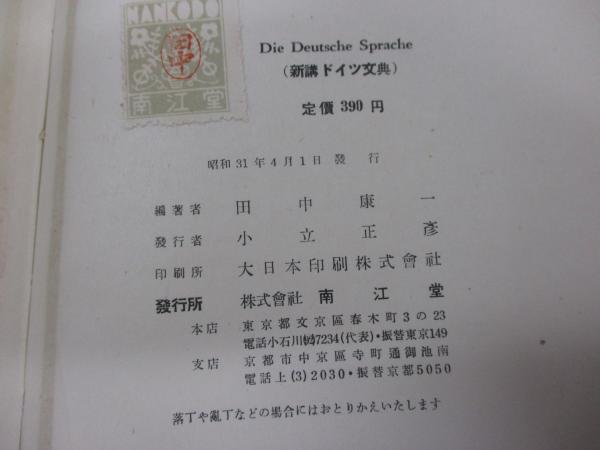 NANKODO
田中
南江堂
Die Deutsche Sprache
(新講ドイツ文典)
定價 390 円
昭和 31 年 4 月 1 日 發 行
編著者 田中康一
發行者 小立正彥
印刷所 大日本印刷株式會社
發行所 株式會社 南江堂
本店 東京都文京區春木町3の23
電話小石川(92)7234(代表)・振替東京149
支店 京都市中京區寺町通御池南
電話上(3)2030・振替京都5050
落丁や亂丁などの場合にはおとりかえいたします